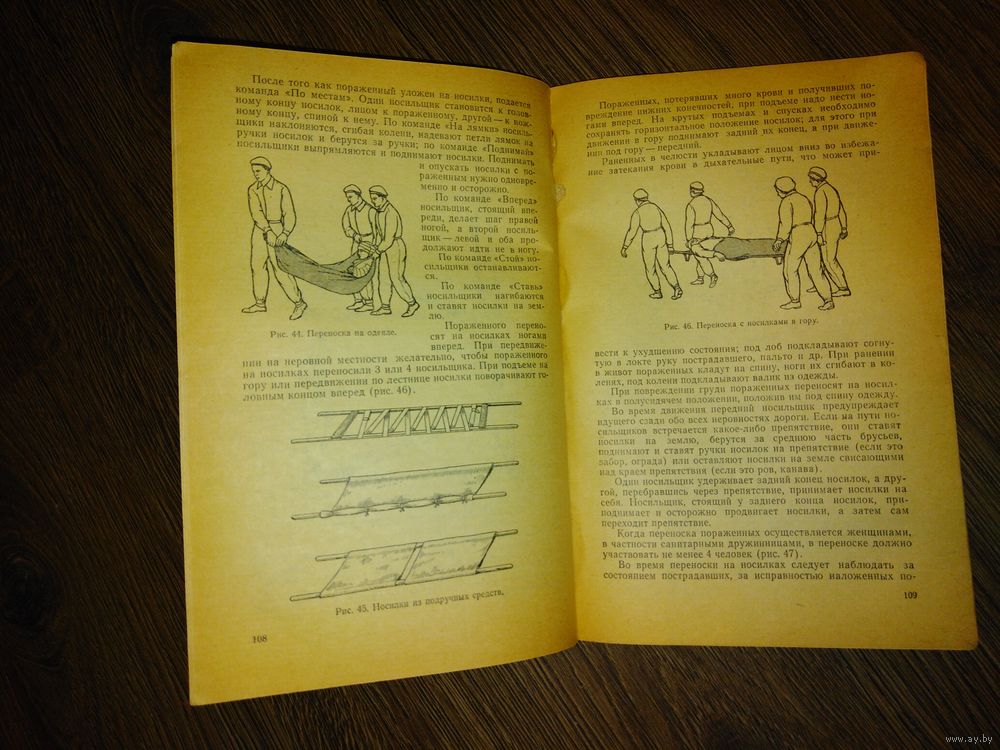 После того как пораженный уложен на носилки, подается
команда «По местам». Один носильщик становится к голов-
ному концу носилок, лицом к пораженному, другой — к нож-
ному концу, спиной к нему. По команде «На лямки» носиль-
щики наклоняются, сгибая колени, надевают петли лямок на
ручки носилок и берутся за ручки; по команде «Поднимай»
носильщики выпрямляются и поднимают носилки. Поднимать
и опускать носилки с по-
раженным нужно одновре-
менно и осторожно.
По команде «Вперед»
носильщик, стоящий впе-
реди, делает шаг правой
ногой, а второй носиль-
щик — левой и оба про-
должают идти не в ногу.
По команде «Стой» но-
сильщики останавливают-
ся.
По команде «Ставь»
носильщики нагибаются
и ставят носилки на зем-
лю.
Рис. 44. Переноска на одеяле.
Пораженного перено-
сят на носилках ногами
вперед. При передвиже-
нии на неровной местности желательно, чтобы пораженного
на носилках переносили 3 или 4 носильщика. При подъеме на
гору или передвижении по лестнице носилки поворачивают го-
ловным концом вперед (рис. 46).
Рис. 45. Носилки из подручных средств.
108
Пораженных, потерявших много крови и получивших по-
вреждение нижних конечностей, при подъеме надо нести но-
гами вперед. На крутых подъемах и спусках необходимо
сохранять горизонтальное положение носилок; для этого при
движении в гору поднимают задний их конец, а при движе-
нии под гору — передний.
Раненных в челюсти укладывают лицом вниз во избежа-
ние затекания крови в дыхательные пути, что может при-
Рис. 46. Переноска с носилками в гору.
вести к ухудшению состояния; под лоб подкладывают согну-
тую в локте руку пострадавшего, пальто и др. При ранении
в живот пораженных кладут на спину, ноги их сгибают в ко-
ленях, под колени подкладывают валик из одежды.
При повреждении груди пораженных переносят на носил-
ках в полусидячем положении, положив им под спину одежду.
Во время движения передний носильщик предупреждает
идущего сзади обо всех неровностях дороги. Если на пути но-
сильщиков встречается какое-либо препятствие, они ставят
носилки на землю, берутся за среднюю часть брусьев,
поднимают и ставят ручки носилок на препятствие (если это
забор, ограда) или оставляют носилки на земле свисающими
над краем препятствия (если это ров, канава).
Один носильщик удерживает задний конец носилок, а дру-
гой, перебравшись через препятствие, принимает носилки на
себя. Носильщик, стоящий у заднего конца носилок, при-
поднимает и осторожно продвигает носилки, а затем сам
переходит препятствие.
Когда переноска пораженных осуществляется женщинами,
в частности санитарными дружинницами, в переноске должно
участвовать не менее 4 человек (рис. 47).
Во время переноски на носилках следует наблюдать за
состоянием пострадавших, за исправностью наложенных по-
109
www.ay.by